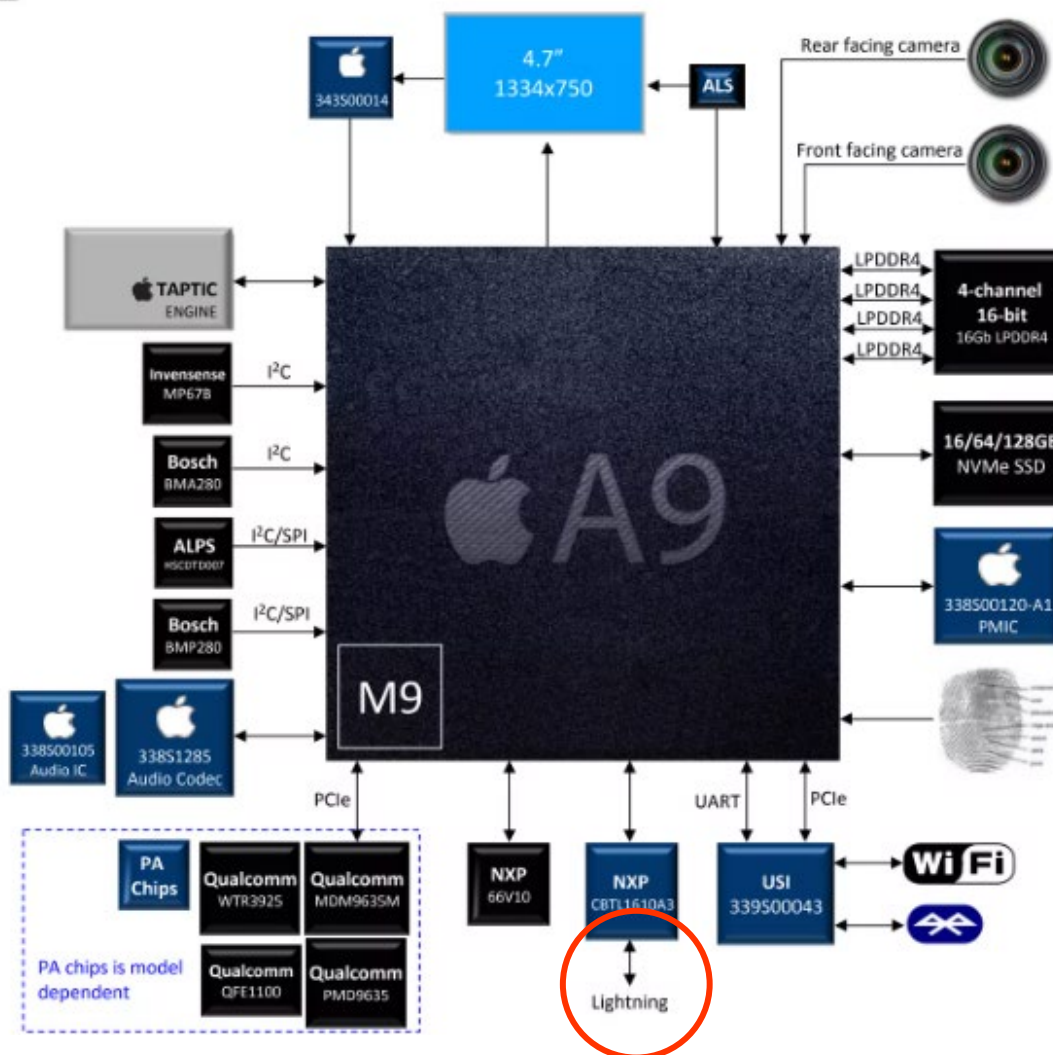 4.7"
1334x750
343S00014
ALS
Rear facing camera
Front facing camera
TAPTIC
ENGINE
LPDDR4
LPDDR4
LPDDR4
LPDDR4
4-channel
16-bit
16Gb LPDDR4
Invensense
MP67B
I²C
Bosch
BMA280
I²C
16/64/128GB
NVMe SSD
A9
ALPS
HSCDTD007
I²C/SPI
338S00120-A1
PMIC
Bosch
BMP280
I²C/SPI
M9
338S00105
Audio IC
338S1285
Audio Codec
PCIe
UART
PCIe
PA
Chips
Qualcomm
WTR3925
Qualcomm
MDM9635M
NXP
66V10
NXP
CBTL1610A3
USI
339S00043
Wi Fi
PA chips is model
dependent
Qualcomm
QFE1100
Qualcomm
PMD9635
Lightning